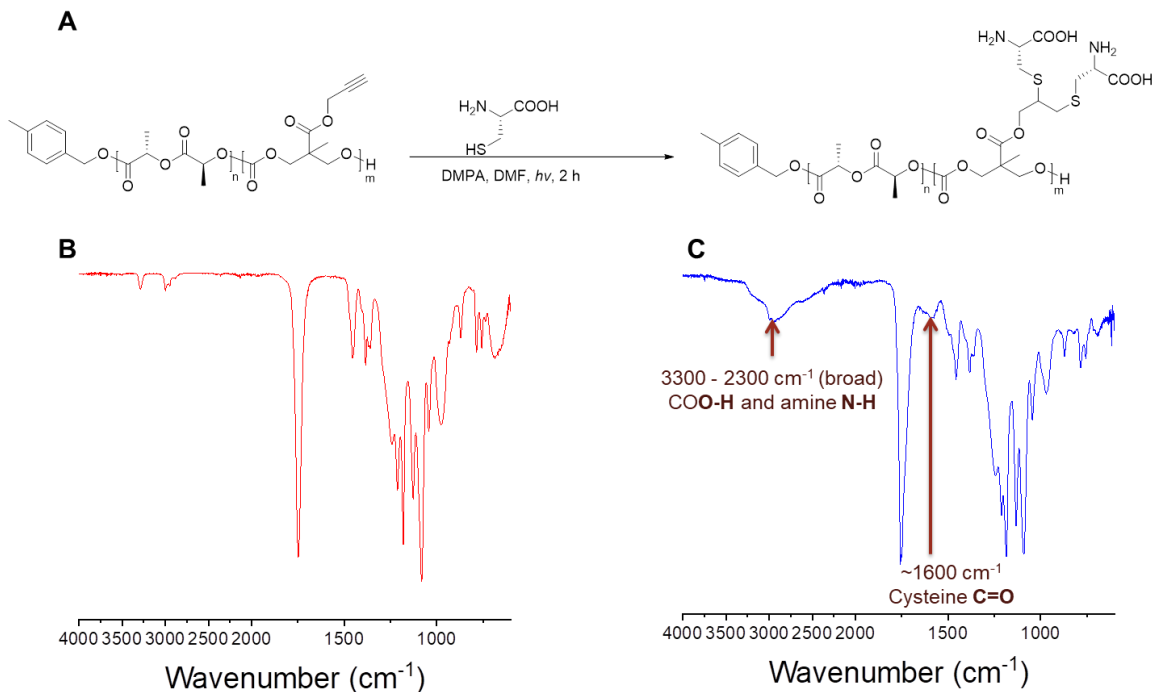 A
H₂N COOH
NH₂
COOH
S S
H₂N COOH
HS
DMPA, DMF, hv, 2 h
O O O O O O O O H n m
O O O O O O O O H n m
B
C
3300 - 2300 cm⁻¹ (broad)
COO-H and amine N-H
~1600 cm⁻¹
Cysteine C=O
4000 3500 3000 2500 2000 1500 1000
4000 3500 3000 2500 2000 1500 1000
Wavenumber (cm⁻¹)
Wavenumber (cm⁻¹)